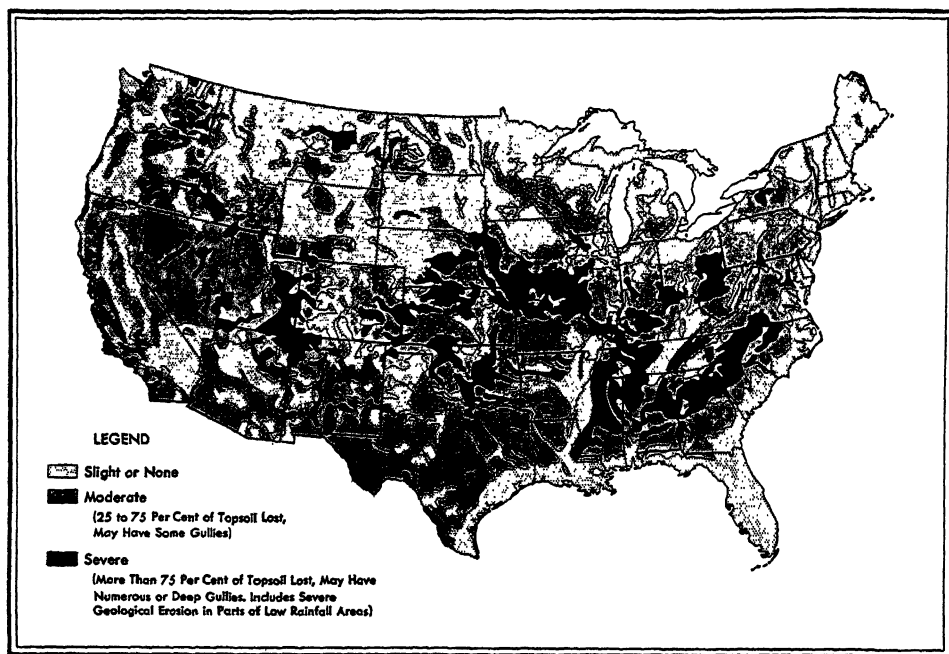 LEGEND
Slight or None
Moderate
(25 to 75 Per Cent of Topsoil Lost,
May Have Some Gullies)
Severe
(More Than 75 Per Cent of Topsoil Lost, May Have
Numerous or Deep Gullies. Includes Severe
Geological Erosion in Parts of Low Rainfall Areas)